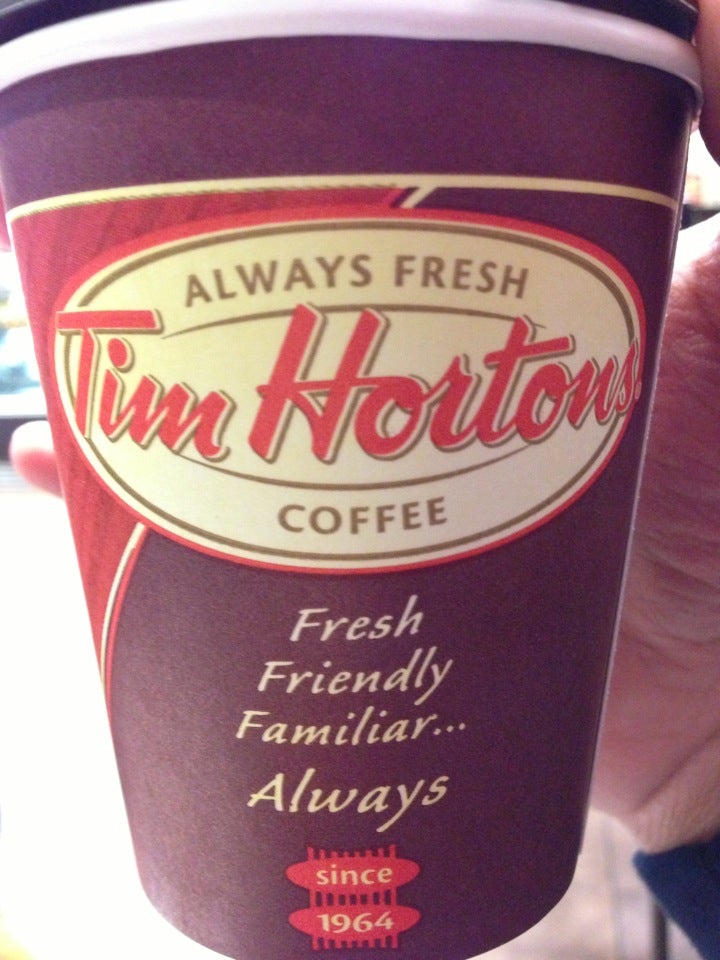 ALWAYS FRESH
Tim Hortons.
COFFEE
Fresh
Friendly
Familiar...
Always
since
1964